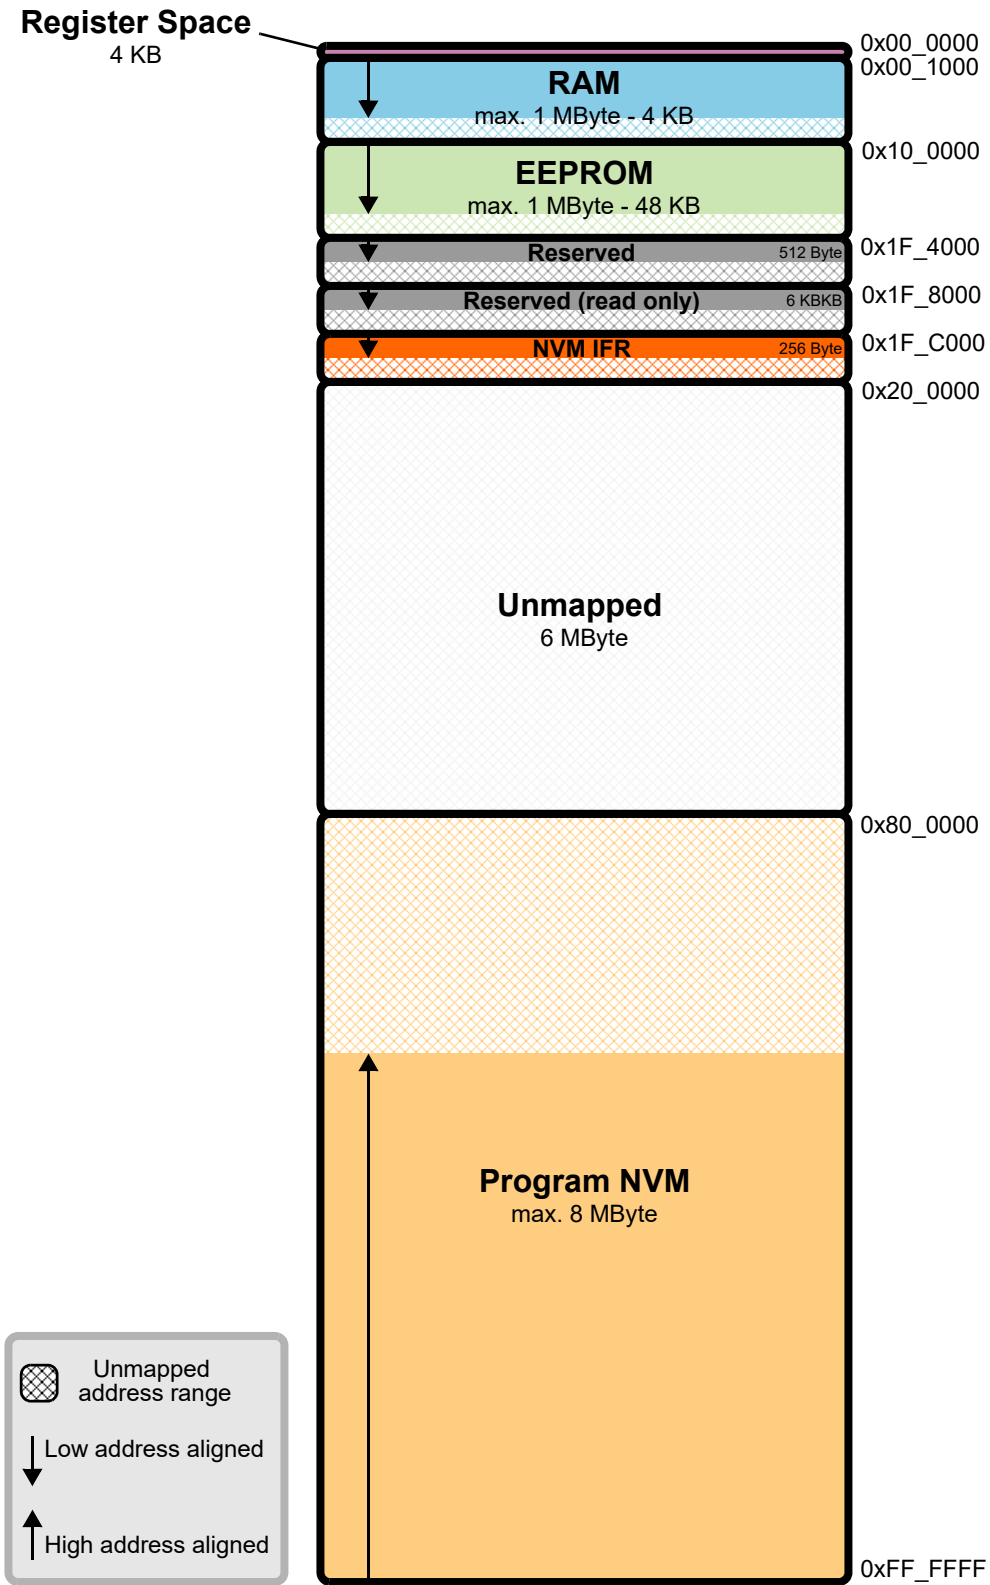 Register Space
4 KB
0x00_0000
0x00_1000
RAM
max. 1 MByte - 4 KB
0x10_0000
EEPROM
max. 1 MByte - 48 KB
0x1F_4000
Reserved
512 Byte
0x1F_8000
Reserved (read only)
6 KBKB
0x1F_C000
NVM IFR
256 Byte
0x20_0000
Unmapped
6 MByte
0x80_0000
Program NVM
max. 8 MByte
0xFF_FFFF
Unmapped
address range
Low address aligned
High address aligned